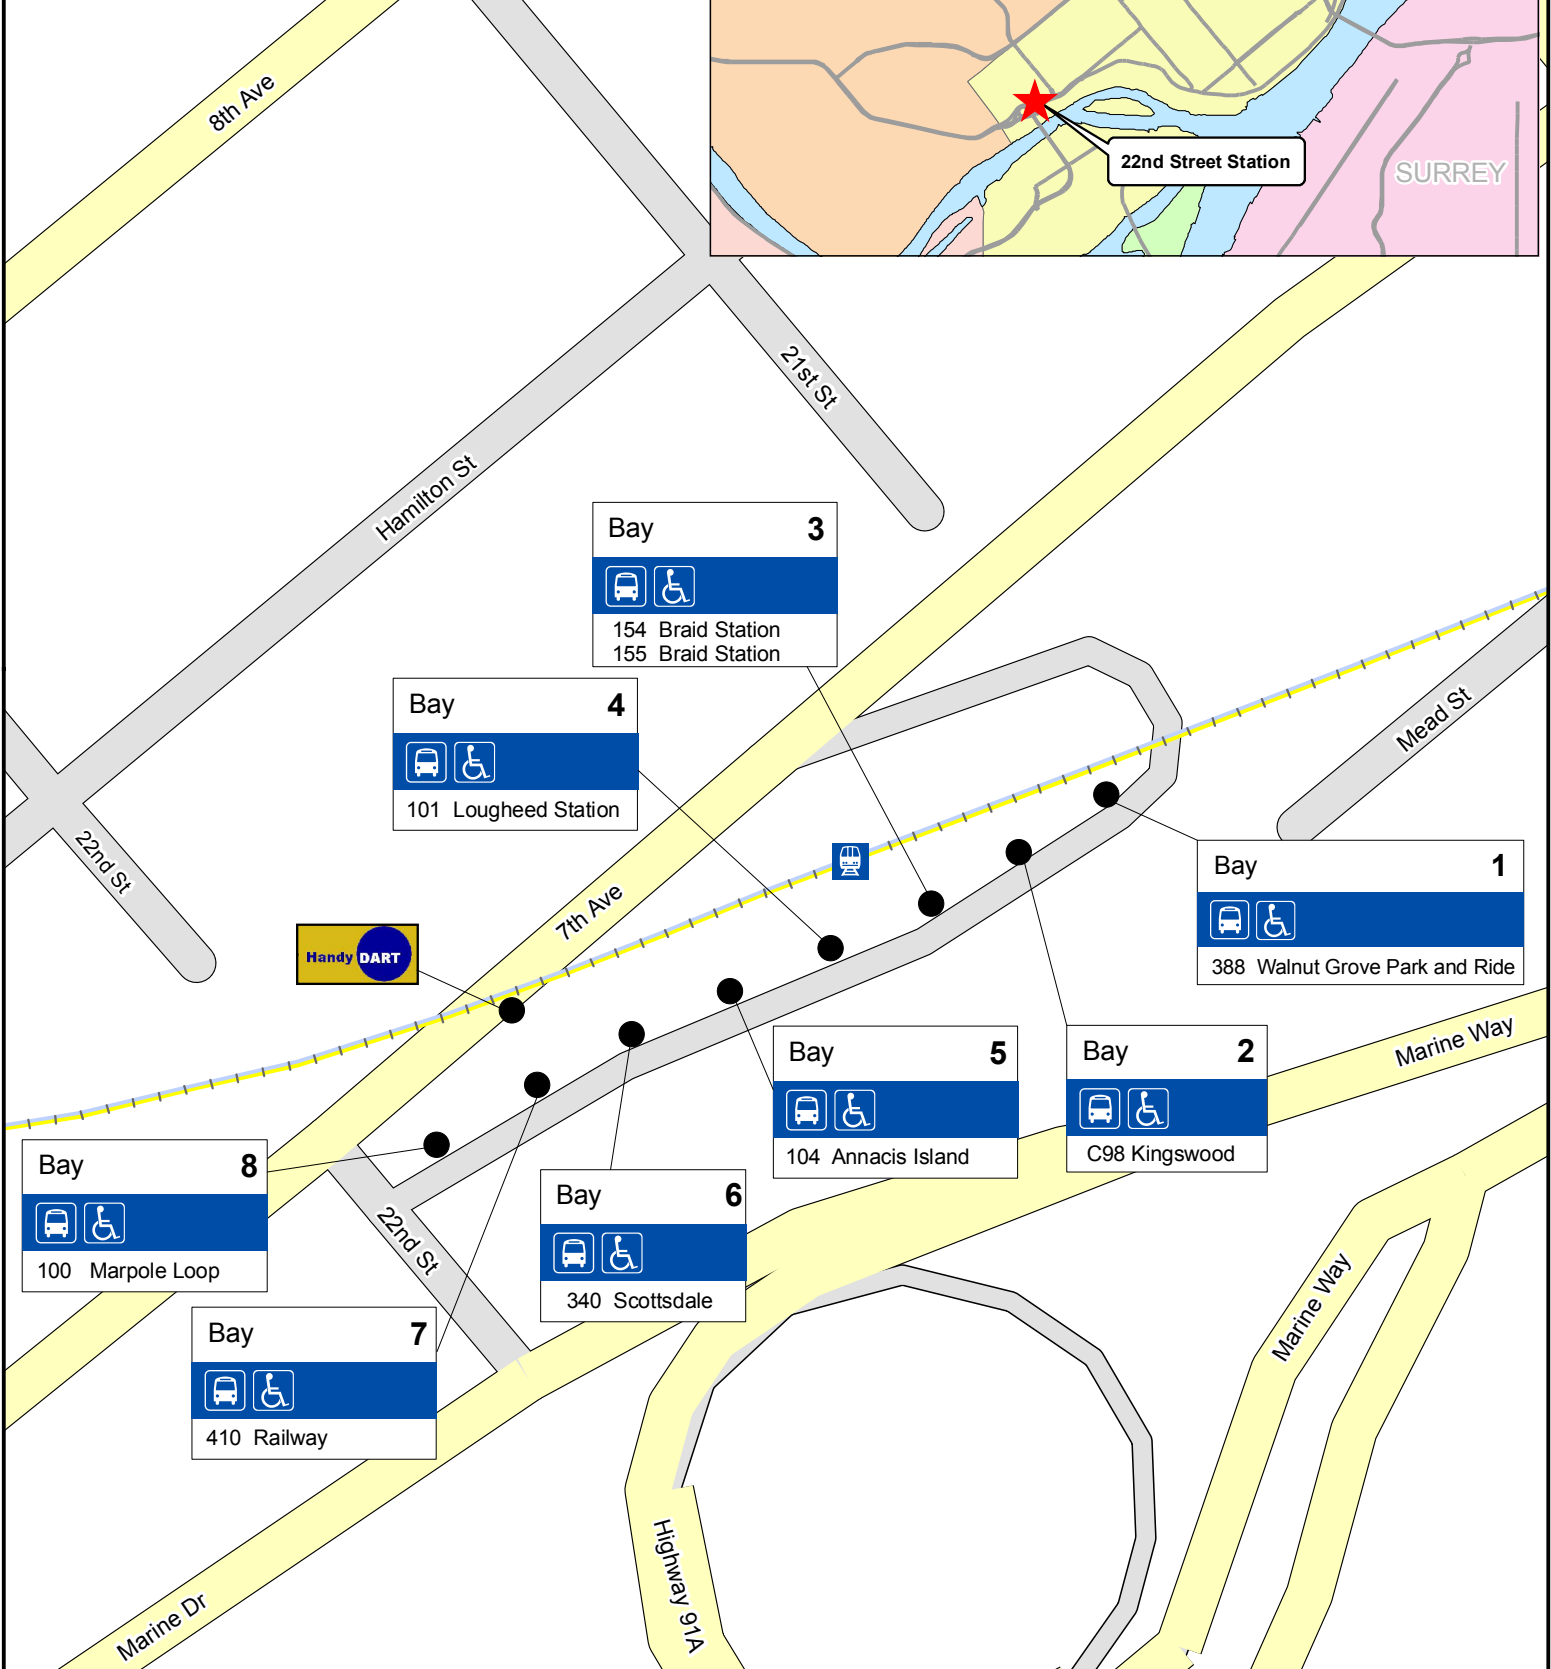 8th Ave
22nd Street Station
SURREY
21st St
Hamilton St
Bay 3
154 Braid Station
155 Braid Station
Bay 4
101 Lougheed Station
Mead St
22nd St
7th Ave
Handy DART
Bay 1
388 Walnut Grove Park and Ride
Marine Way
Bay 5
104 Annacis Island
Bay 2
C98 Kingswood
Bay 8
100 Marpole Loop
22nd St
Bay 6
340 Scottsdale
Marine Way
Bay 7
410 Railway
Highway 91A
Marine Dr